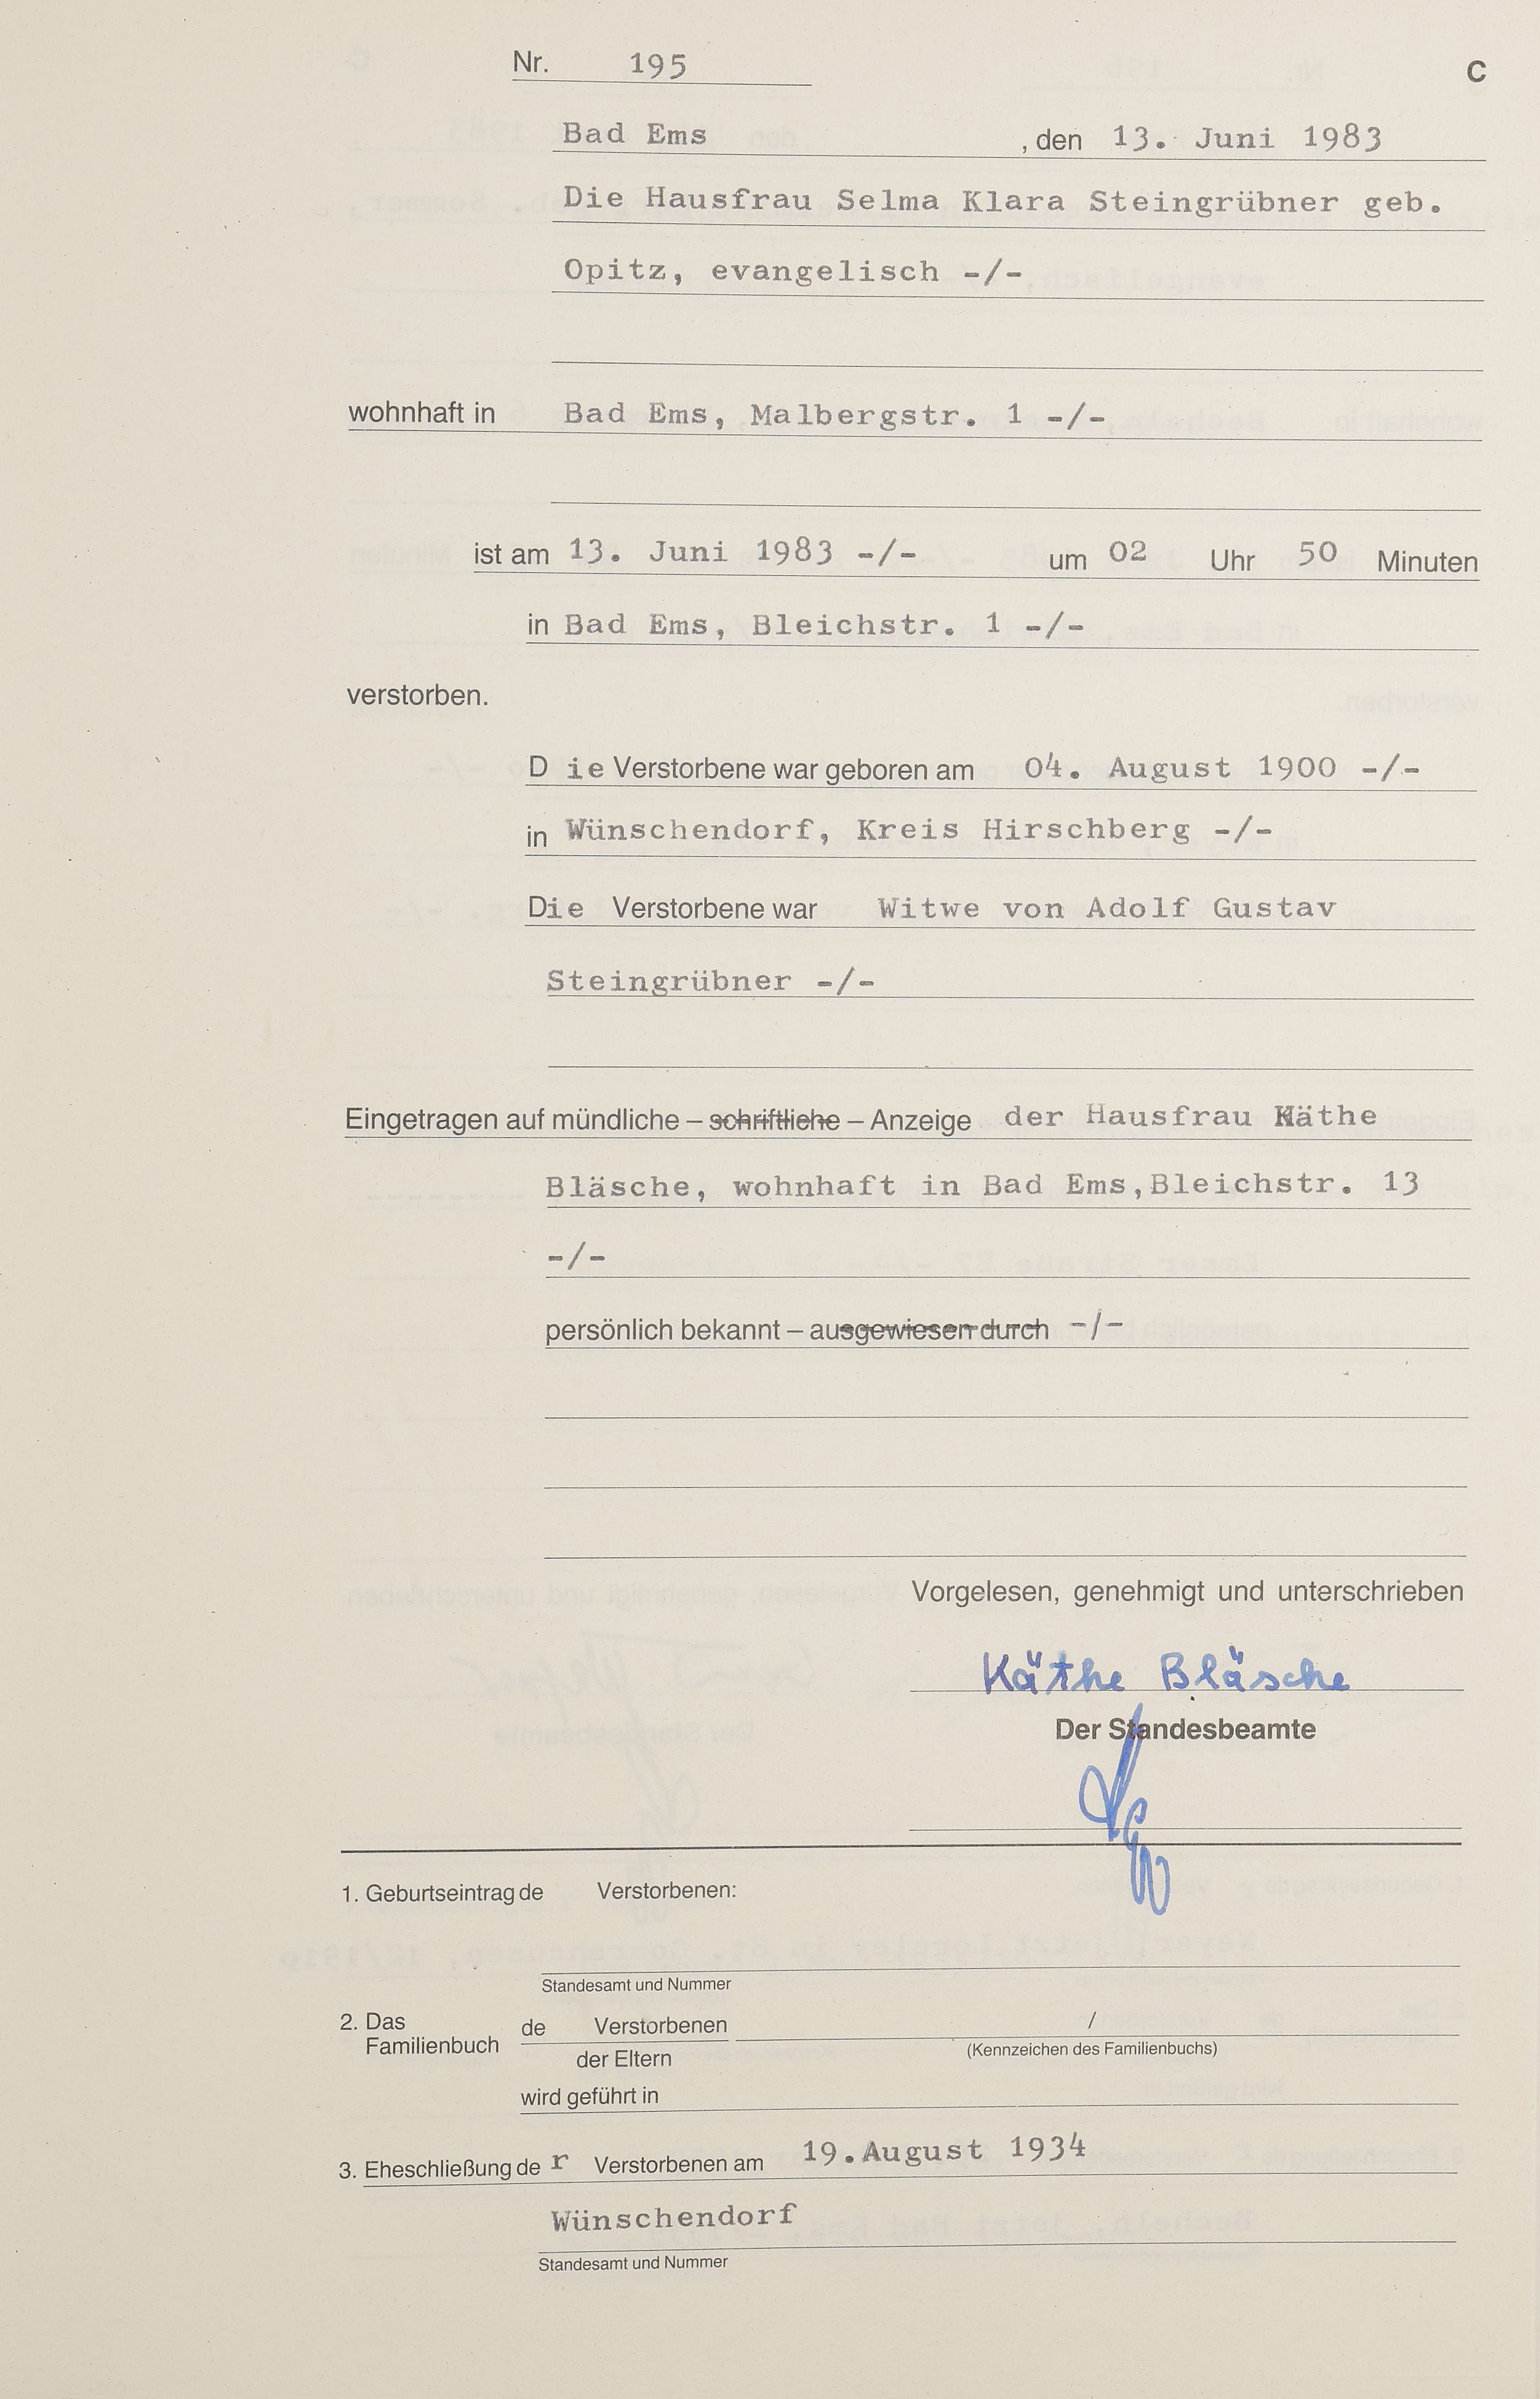 Nr. 195
C
Bad Ems , den 13. Juni 1983
Die Hausfrau Selma Klara Steingrübner geb.
Opitz, evangelisch -/-
wohnhaft in Bad Ems, Malbergstr. 1 -/-
ist am 13. Juni 1983 -/- um 02 Uhr 50 Minuten
in Bad Ems, Bleichstr. 1 -/-
verstorben.
D ie Verstorbene war geboren am 04. August 1900 -/-
in Wünschendorf, Kreis Hirschberg -/-
Die Verstorbene war Witwe von Adolf Gustav
Steingrübner -/-
Eingetragen auf mündliche – schriftliche – Anzeige der Hausfrau Käthe
Bläsche, wohnhaft in Bad Ems,Bleichstr. 13
-/-
persönlich bekannt – ausgewiesen durch -/-
Vorgelesen, genehmigt und unterschrieben
Käthe Bläsche
Der Standesbeamte
1. Geburtseintrag de Verstorbenen:
Standesamt und Nummer
2. Das Familienbuch de Verstorbenen /
der Eltern (Kennzeichen des Familienbuchs)
wird geführt in
3. Eheschließung de r Verstorbenen am 19.August 1934
Wünschendorf
Standesamt und Nummer